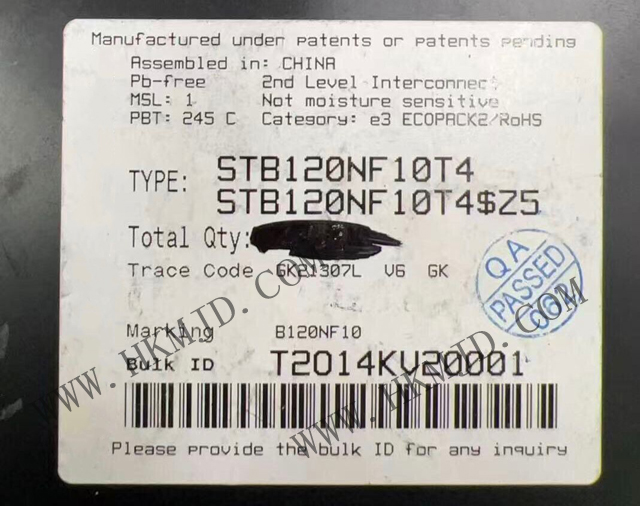 Manufactured under patents or patents pending
Assembled in: CHINA
Pb-free 2nd Level Interconnect
MSL: 1 Not moisture sensitive
PBT: 245 C Category: e3 ECOPACK2/RoHS
TYPE: STB120NF10T4
STB120NF10T4$Z5
Total Qty:
Trace Code GK21307L V6 GK
QA
PASSED
Marking B120NF10
Bulk ID T2014KV20001
Please provide the bulk ID for any inquiry
WWW.HKMJD.COM
WWW.HKMJD.COM